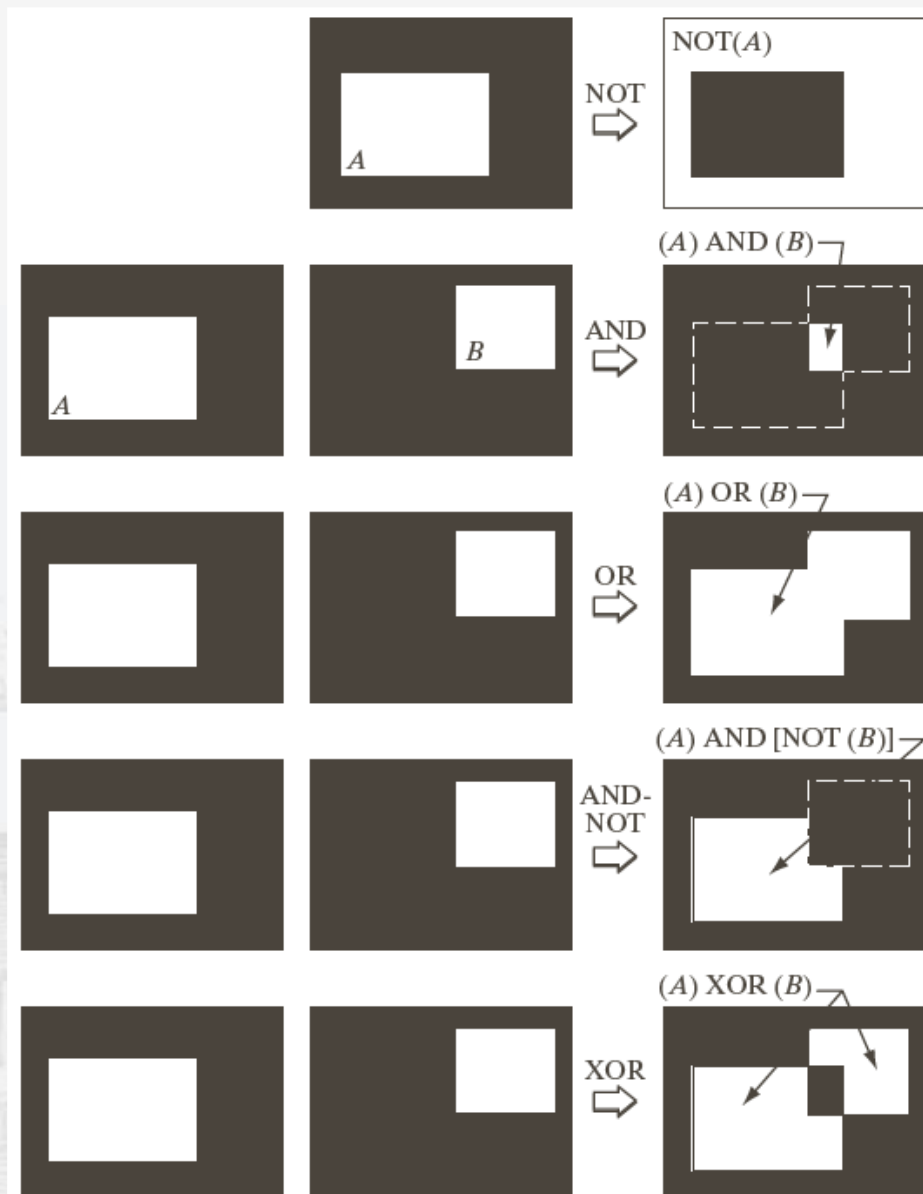 NOT(A)
NOT
A
(A) AND (B)
AND
B
A
(A) OR (B)
OR
(A) AND [NOT (B)]
AND-
NOT
(A) XOR (B)
XOR